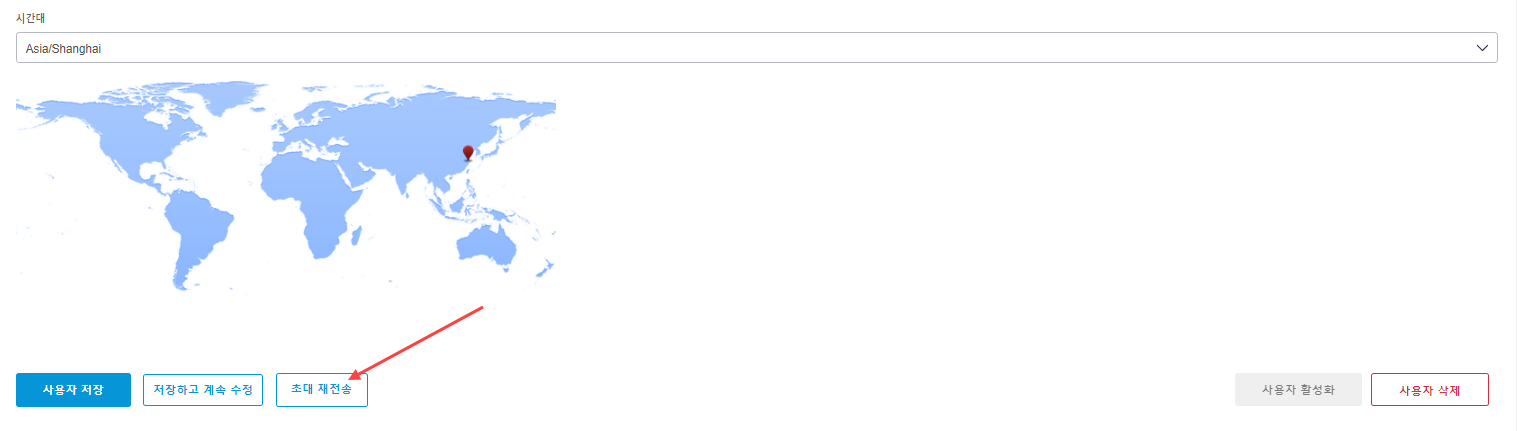 시간대
Asia/Shanghai
사용자 저장
저장하고 계속 수정
초대 재전송
사용자 활성화
사용자 삭제